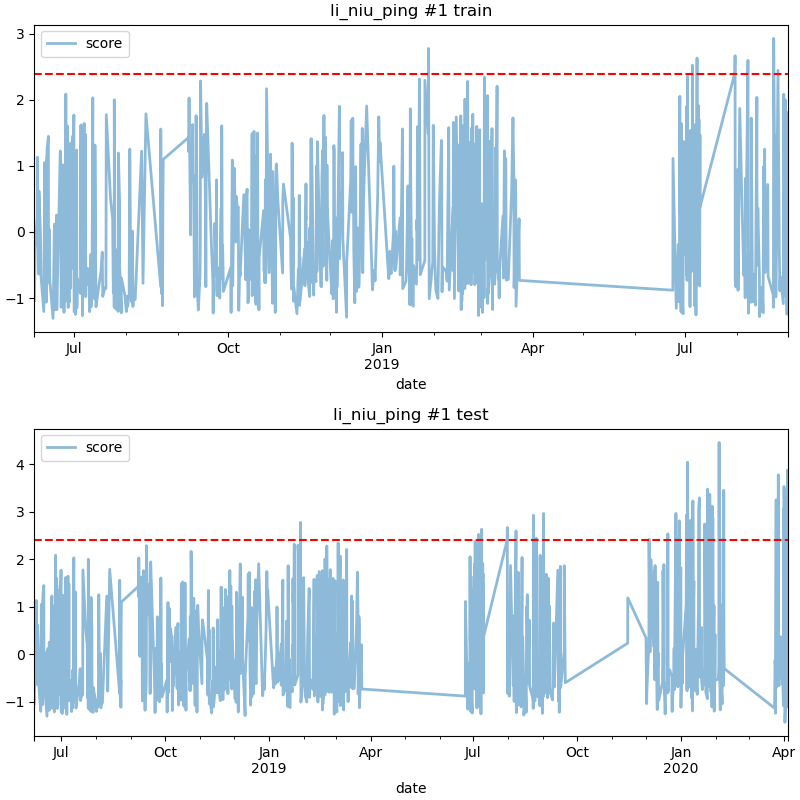 li_niu_ping #1 train
score
3
2
1
0
−1
Jul Oct Jan Apr Jul
2019
date
li_niu_ping #1 test
score
4
3
2
1
0
−1
Jul Oct Jan Apr Jul Oct Jan Apr
2019 2020
date